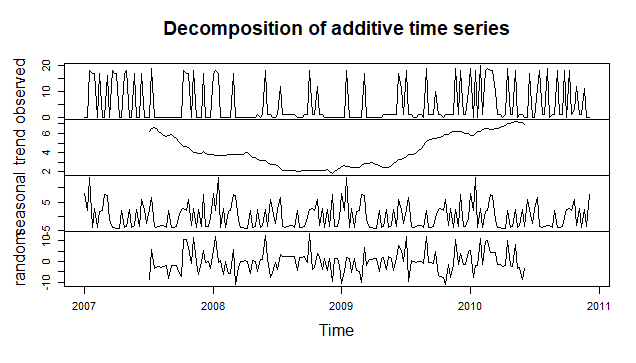 Decomposition of additive time series
observed
20
10
0
trend
6
4
2
seasonal
5
-5
random
10
0
-10
2007
2008
2009
2010
2011
Time